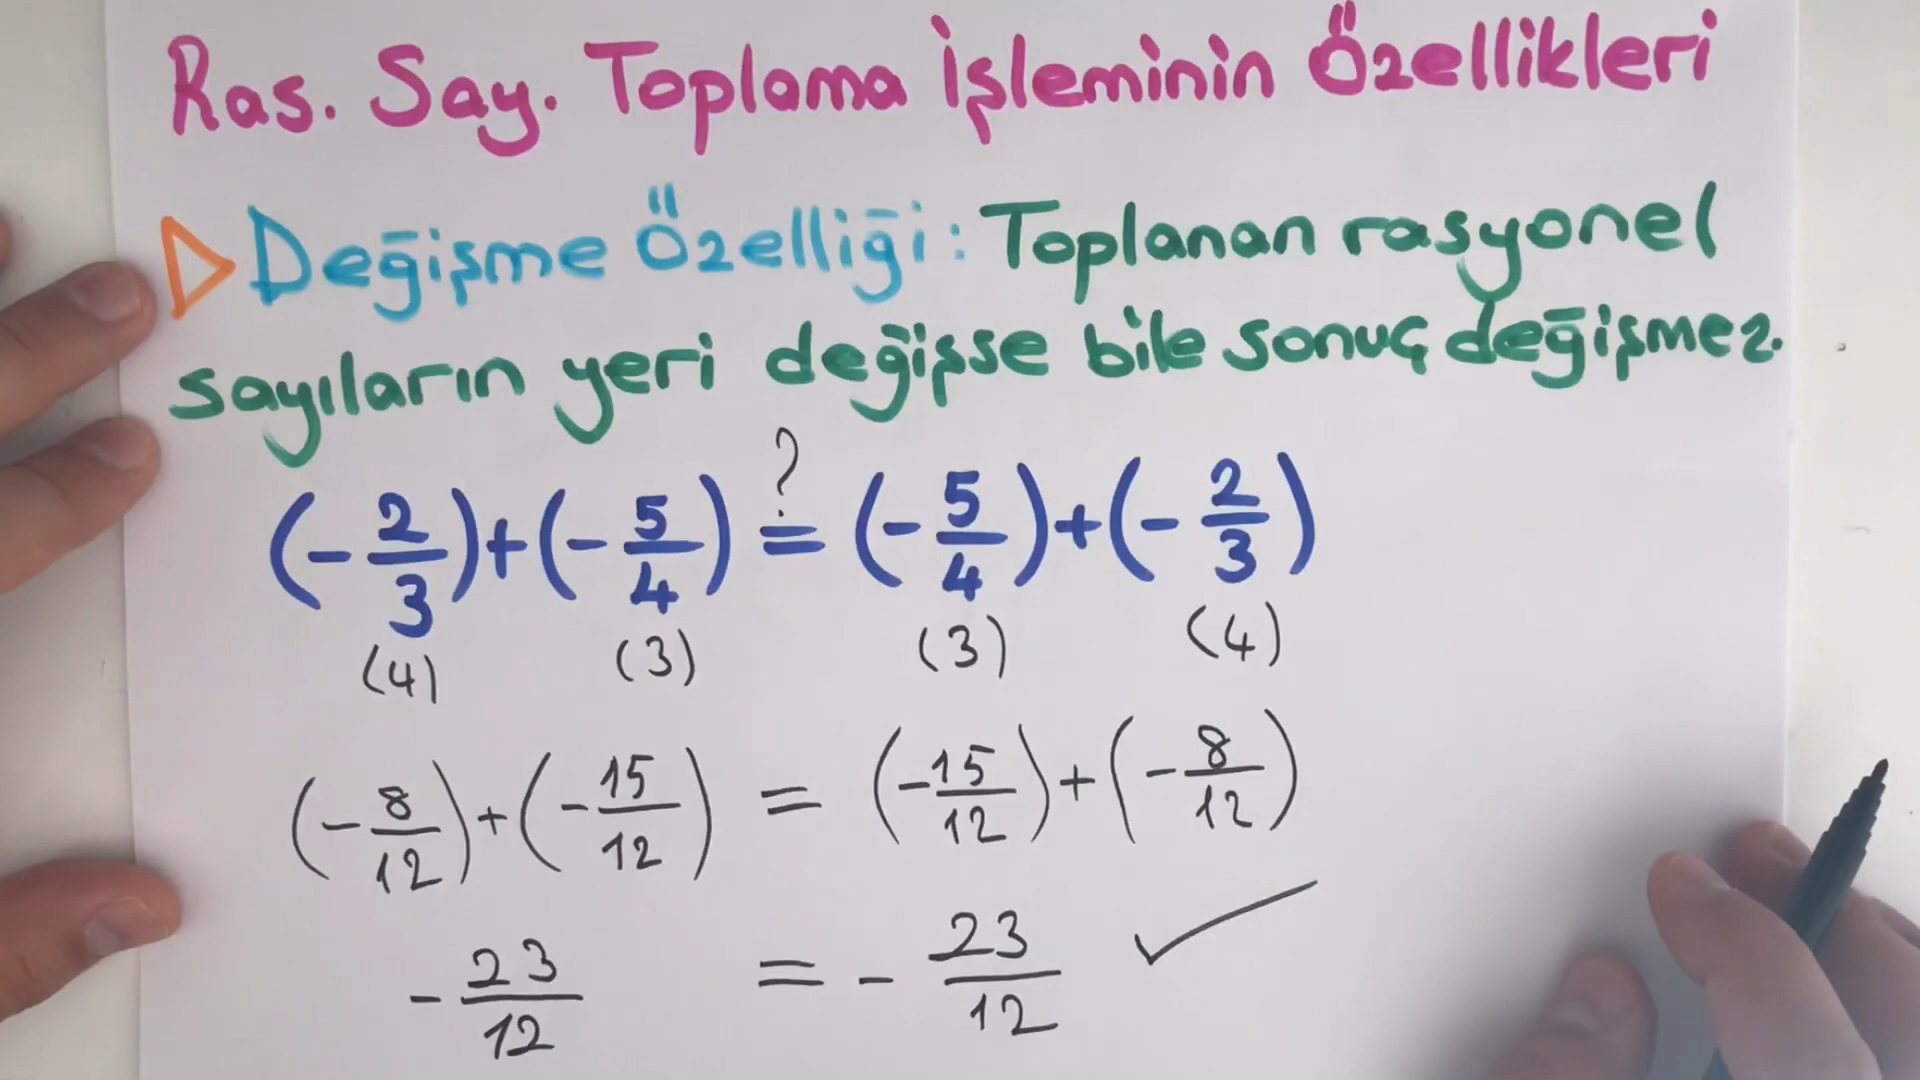 Ras. Say. Toplama İşleminin Özellikleri
▷ Değişme Özelliği: Toplanan rasyonel
sayıların yeri değişse bile sonuç değişmez.
(-2/3)+(-5/4) ?= (-5/4)+(-2/3)
(4) (3) (3) (4)
(-8/12)+(-15/12) = (-15/12)+(-8/12)
-23/12 = -23/12 ✓